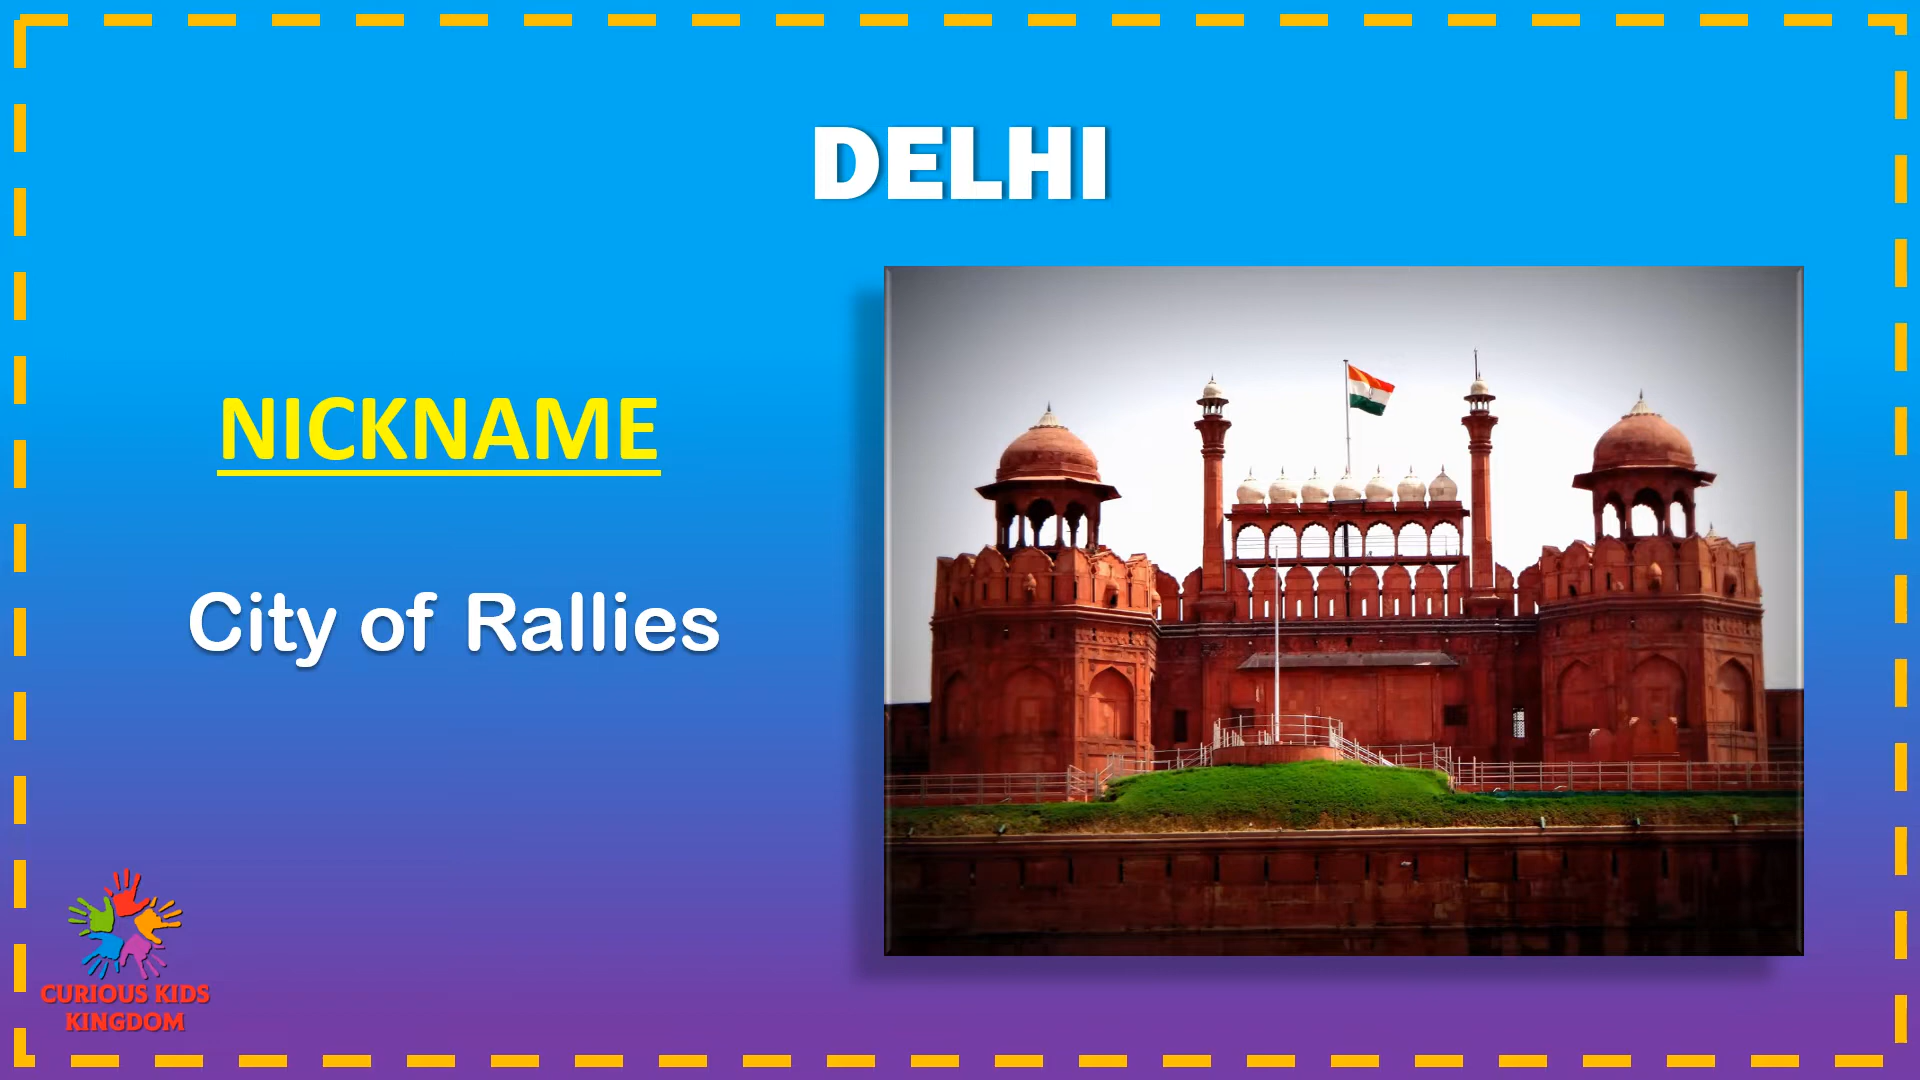 DELHI
NICKNAME
City of Rallies
CURIOUS KIDS
KINGDOM